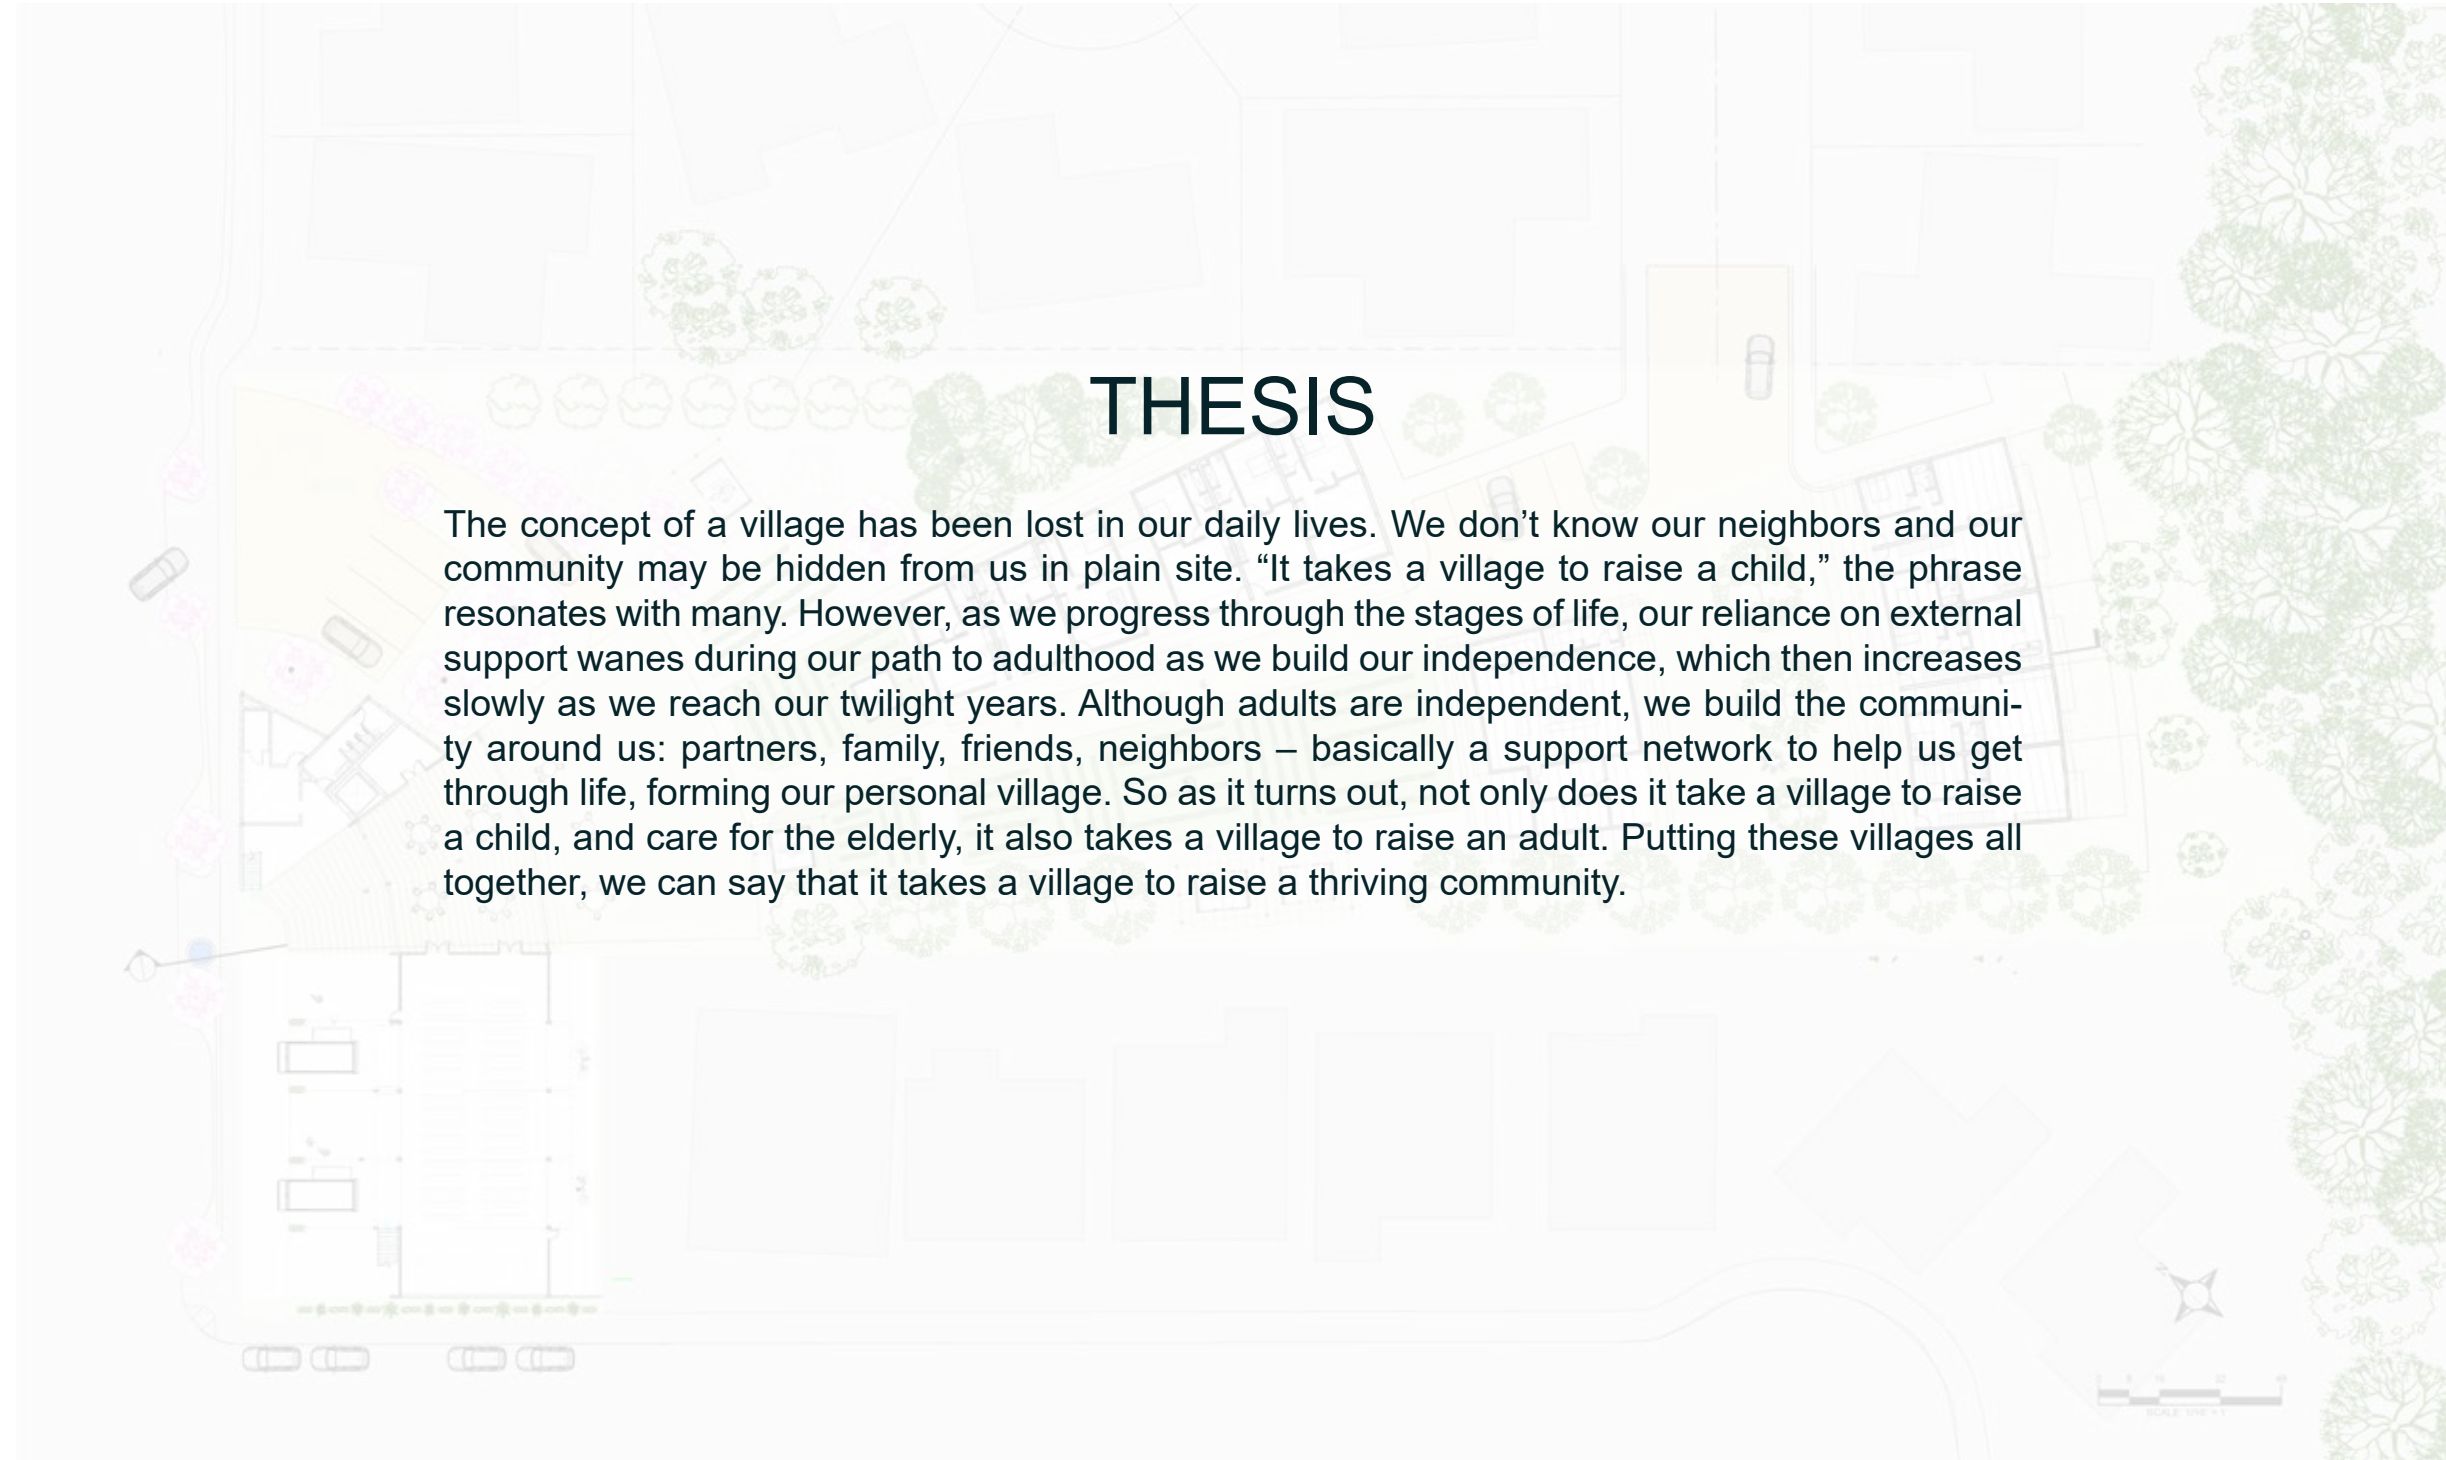 THESIS
The concept of a village has been lost in our daily lives. We don’t know our neighbors and our
community may be hidden from us in plain site. “It takes a village to raise a child,” the phrase
resonates with many. However, as we progress through the stages of life, our reliance on external
support wanes during our path to adulthood as we build our independence, which then increases
slowly as we reach our twilight years. Although adults are independent, we build the communi-
ty around us: partners, family, friends, neighbors – basically a support network to help us get
through life, forming our personal village. So as it turns out, not only does it take a village to raise
a child, and care for the elderly, it also takes a village to raise an adult. Putting these villages all
together, we can say that it takes a village to raise a thriving community.
N
SCALE: